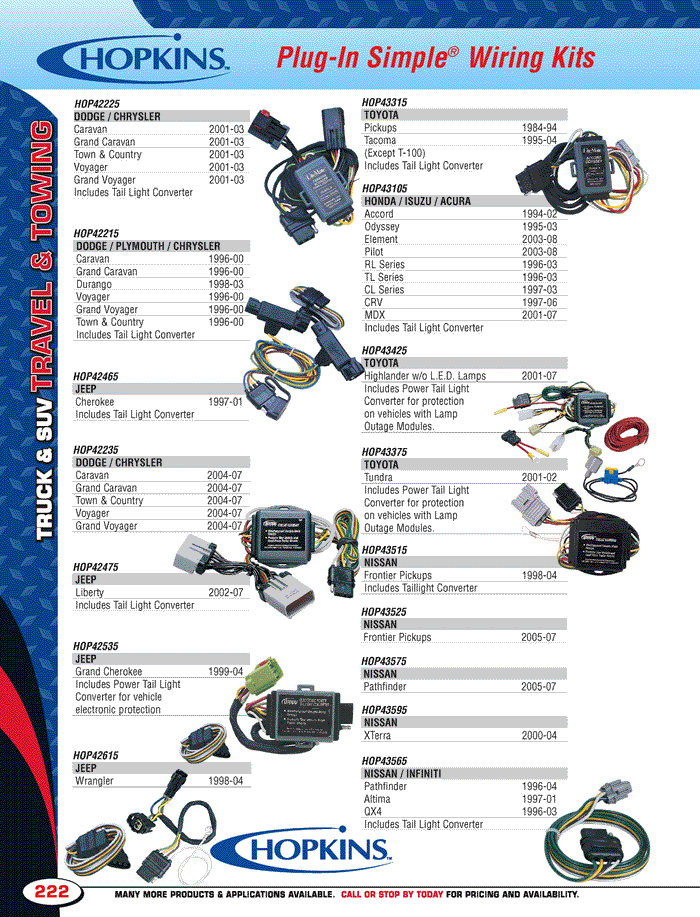 HOPKINS™
Plug-In Simple® Wiring Kits
TRUCK & SUV TRAVEL & TOWING
HOP42225
DODGE / CHRYSLER
Caravan 2001-03
Grand Caravan 2001-03
Town & Country 2001-03
Voyager 2001-03
Grand Voyager 2001-03
Includes Tail Light Converter
HOP42215
DODGE / PLYMOUTH / CHRYSLER
Caravan 1996-00
Grand Caravan 1996-00
Durango 1998-03
Voyager 1996-00
Grand Voyager 1996-00
Town & Country 1996-00
Includes Tail Light Converter
HOP42465
JEEP
Cherokee 1997-01
Includes Tail Light Converter
HOP42235
DODGE / CHRYSLER
Caravan 2004-07
Grand Caravan 2004-07
Town & Country 2004-07
Voyager 2004-07
Grand Voyager 2004-07
HOP42475
JEEP
Liberty 2002-07
Includes Tail Light Converter
HOP42535
JEEP
Grand Cherokee 1999-04
Includes Power Tail Light
Converter for vehicle
electronic protection
HOP42615
JEEP
Wrangler 1998-04
HOP43315
TOYOTA
Pickups 1984-94
Tacoma 1995-04
(Except T-100)
Includes Tail Light Converter
HOP43105
HONDA / ISUZU / ACURA
Accord 1994-02
Odyssey 1995-03
Element 2003-08
Pilot 2003-08
RL Series 1996-03
TL Series 1996-03
CL Series 1997-03
CRV 1997-06
MDX 2001-07
Includes Tail Light Converter
HOP43425
TOYOTA
Highlander w/o L.E.D. Lamps 2001-07
Includes Power Tail Light
Converter for protection
on vehicles with Lamp
Outage Modules.
HOP43375
TOYOTA
Tundra 2001-02
Includes Power Tail Light
Converter for protection
on vehicles with Lamp
Outage Modules.
HOP43515
NISSAN
Frontier Pickups 1998-04
Includes Taillight Converter
HOP43525
NISSAN
Frontier Pickups 2005-07
HOP43575
NISSAN
Pathfinder 2005-07
HOP43595
NISSAN
XTerra 2000-04
HOP43565
NISSAN / INFINITI
Pathfinder 1996-04
Altima 1997-01
QX4 1996-03
Includes Tail Light Converter
HOPKINS™
222
MANY MORE PRODUCTS & APPLICATIONS AVAILABLE. CALL OR STOP BY TODAY FOR PRICING AND AVAILABILITY.